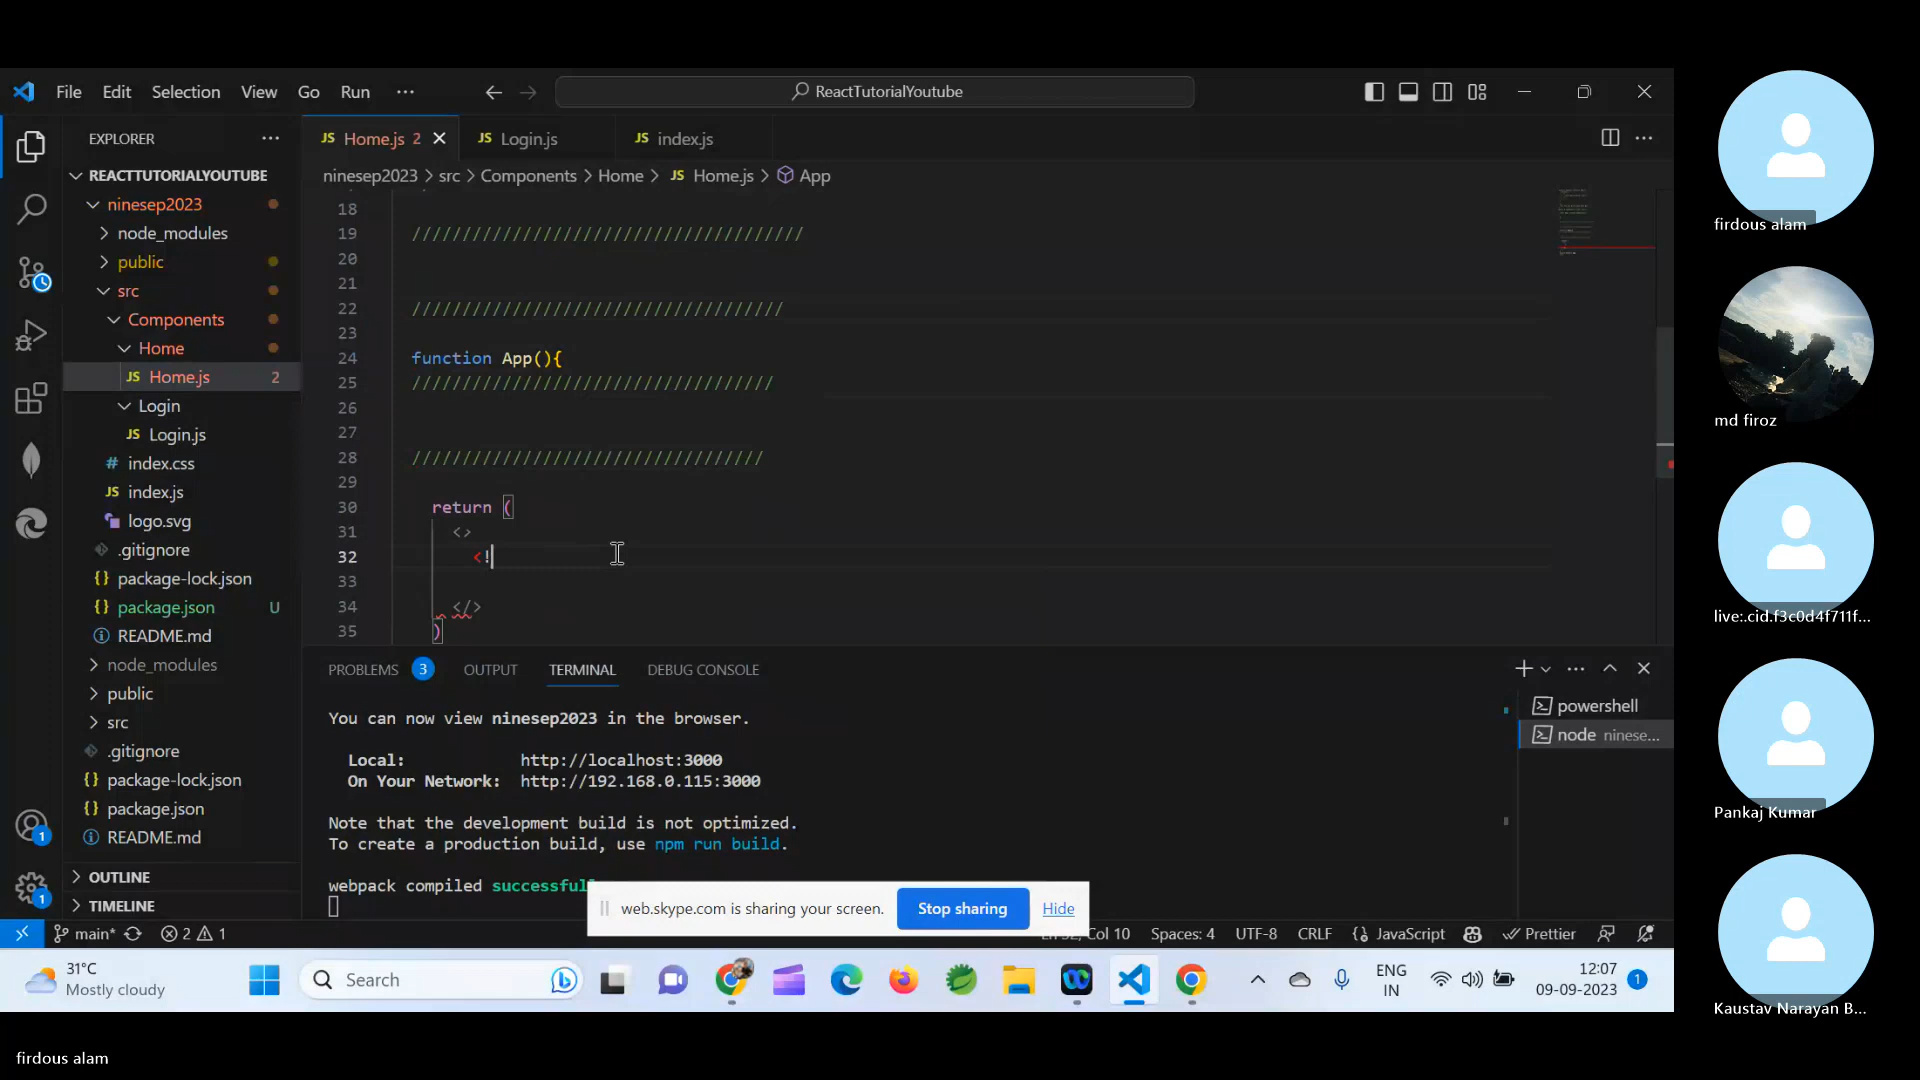 File Edit Selection View Go Run ···
ReactTutorialYoutube
EXPLORER
REACTTUTORIALYOUTUBE
ninesep2023
node_modules
public
src
Components
Home
JS Home.js 2
Login
JS Login.js
# index.css
JS index.js
logo.svg
.gitignore
{} package-lock.json
{} package.json U
README.md
node_modules
public
src
.gitignore
{} package-lock.json
{} package.json
README.md
OUTLINE
TIMELINE
JS Home.js 2 JS Login.js JS index.js
ninesep2023 > src > Components > Home > JS Home.js > App
18
19 ///////////////////////////////////////
20
21
22 /////////////////////////////////////
23
24 function App(){
25 ////////////////////////////////////
26
27
28 ///////////////////////////////////
29
30 return (
31 <>
32 <!
33
34 </>
35 )
PROBLEMS 3 OUTPUT TERMINAL DEBUG CONSOLE
You can now view ninesep2023 in the browser.
Local: http://localhost:3000
On Your Network: http://192.168.0.115:3000
Note that the development build is not optimized.
To create a production build, use npm run build.
webpack compiled successfull
powershell
node ninese...
web.skype.com is sharing your screen. Stop sharing Hide
main* 2 1
Col 10 Spaces: 4 UTF-8 CRLF {} JavaScript Prettier
31°C
Mostly cloudy
Search
ENG
IN
12:07
09-09-2023
1
firdous alam
md firoz
live:.cid.f3c0d4f711f...
Pankaj Kumar
Kaustav Narayan B...
firdous alam